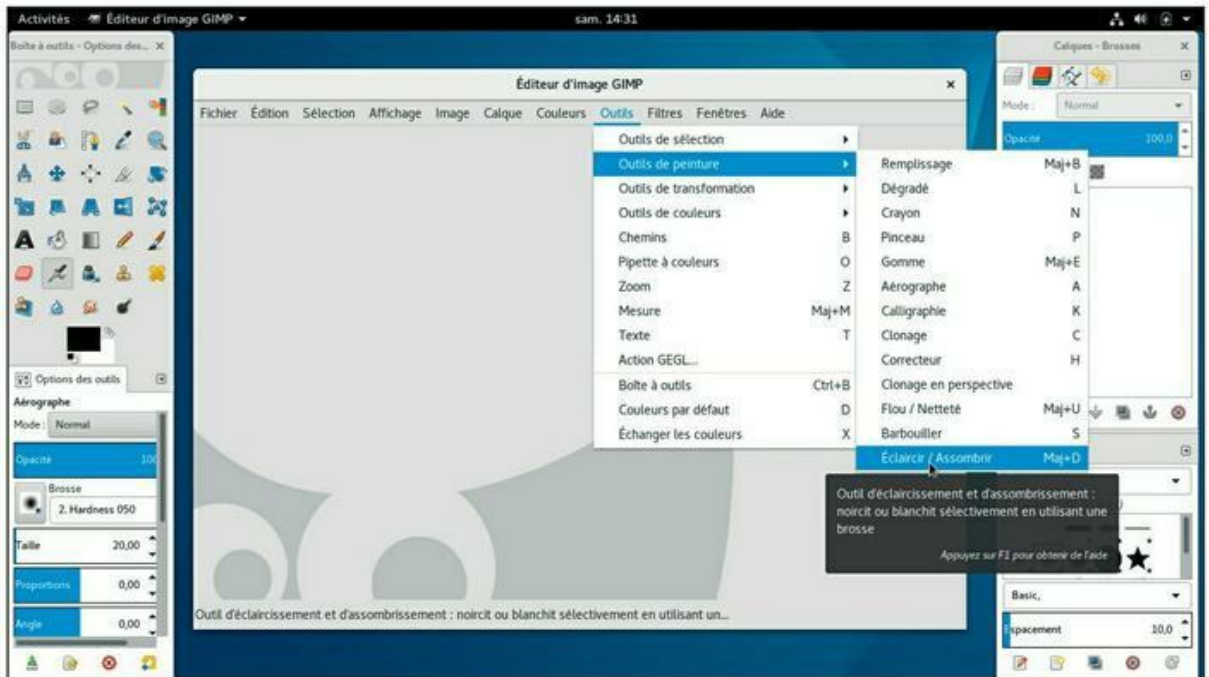 Activités Éditeur d'image GIMP sam. 14:31
Boîte à outils - Options des... Éditeur d'image GIMP Calques - Brosses
Fichier Édition Sélection Affichage Image Calque Couleurs Outils Filtres Fenêtres Aide
Mode : Normal
Opacité 100,0
Outils de sélection
Outils de peinture
Outils de transformation
Outils de couleurs
Chemins B
Pipette à couleurs O
Zoom Z
Mesure Maj+M
Texte T
Action GEGL...
Boîte à outils Ctrl+B
Couleurs par défaut D
Échanger les couleurs X
Remplissage Maj+B
Dégradé L
Crayon N
Pinceau P
Gomme Maj+E
Aérographe A
Calligraphie K
Clonage C
Correcteur H
Clonage en perspective
Flou / Netteté Maj+U
Barbouiller S
Éclaircir / Assombrir Maj+D
Outil d'éclaircissement et d'assombrissement :
noircit ou blanchit sélectivement en utilisant une
brosse
Appuyez sur F1 pour obtenir de l'aide
Options des outils
Aérographe
Mode : Normal
Opacité 100
Brosse
2. Hardness 050
Taille 20,00
Proportions 0,00
Angle 0,00
Outil d'éclaircissement et d'assombrissement : noircit ou blanchit sélectivement en utilisant un...
Basic,
Espacement 10,0